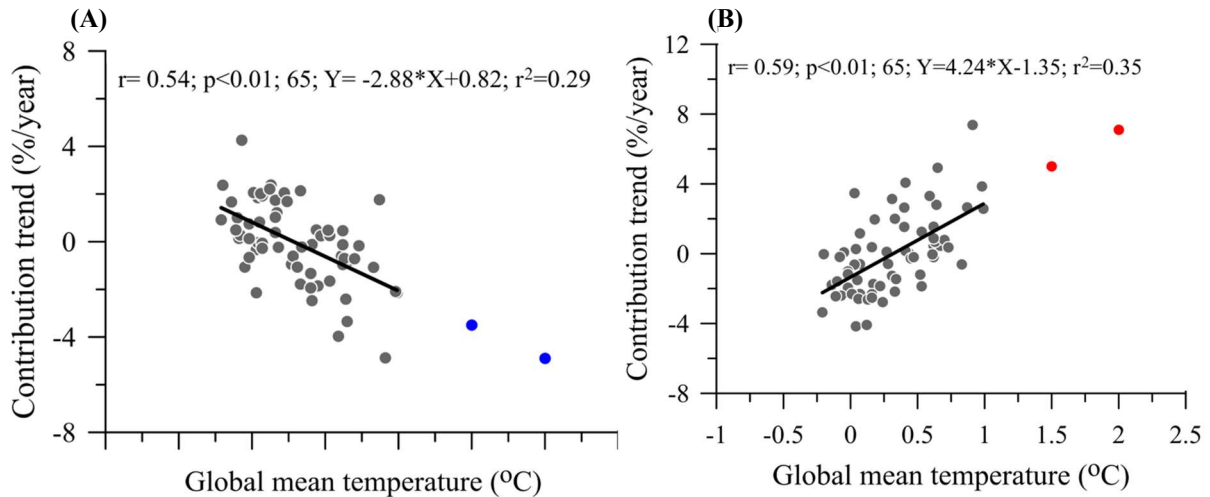 (A)
8
r= 0.54; p<0.01; 65; Y= -2.88*X+0.82; r²=0.29
4
0
-4
-8
Contribution trend (%/year)
Global mean temperature (ºC)
(B)
12
r= 0.59; p<0.01; 65; Y=4.24*X-1.35; r²=0.35
8
4
0
-4
-8
Contribution trend (%/year)
-1 -0.5 0 0.5 1 1.5 2 2.5
Global mean temperature (ºC)